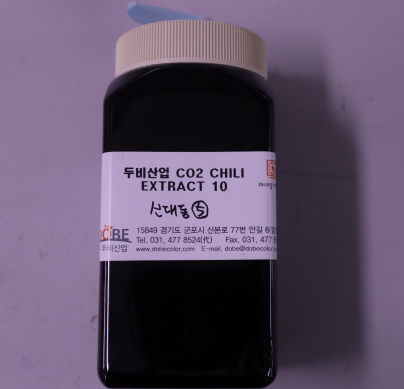 두비산업 CO2 CHILI
EXTRACT 10
신대동 ⑤
15849 경기도 군포시 산본로 77번 안길
Tel, 031, 477 8524(代) Fax, 031,
www.dobecolor.com E-mail, dobe@dobecolor.com
두비산업